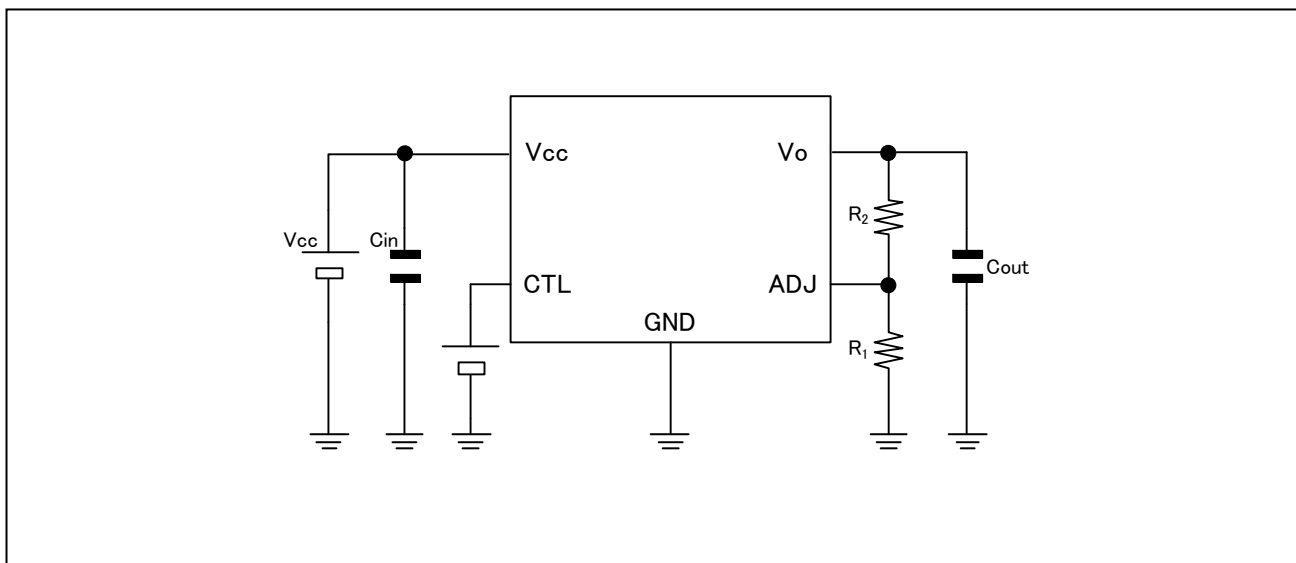 Vcc
Vo
R₂
Vcc
Cin
Cout
CTL
ADJ
GND
R₁